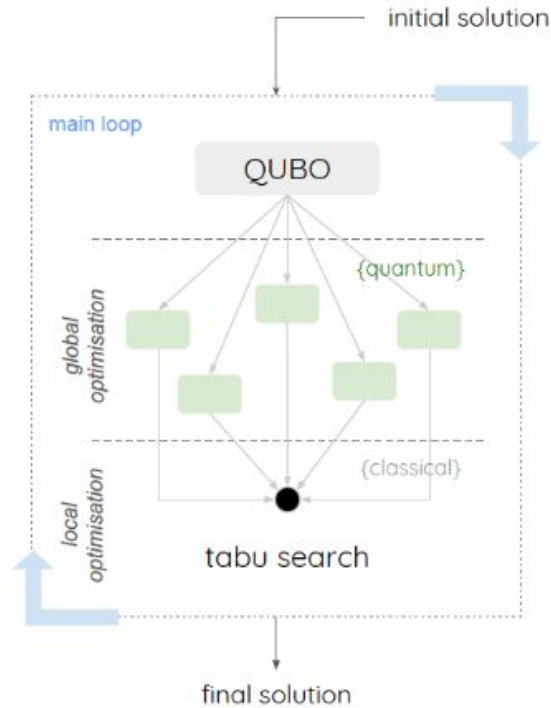 initial solution
main loop
QUBO
{quantum}
global
optimisation
{classical}
local
optimisation
tabu search
final solution